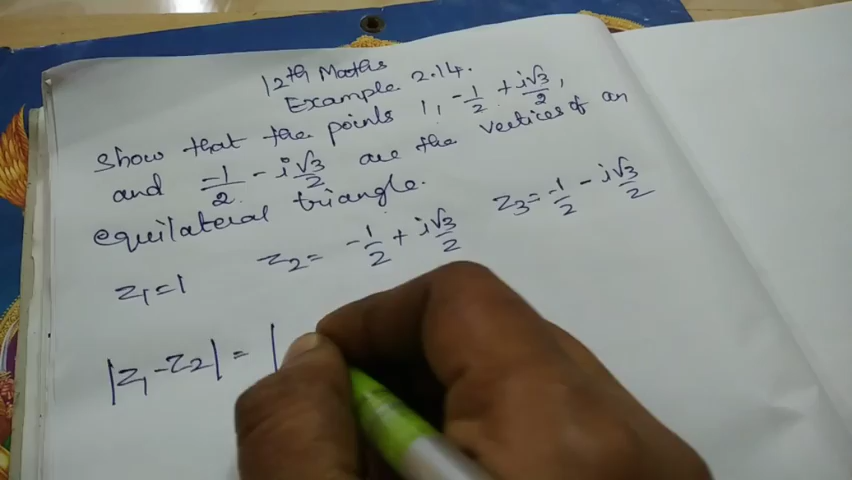 12th Maths
Example 2.14.
Show that the points 1, -1/2 + i√3/2,
and -1/2 - i√3/2 are the vertices of an
equilateral triangle.
z₁=1 z₂= -1/2 + i√3/2 z₃= -1/2 - i√3/2
|z₁-z₂| = |